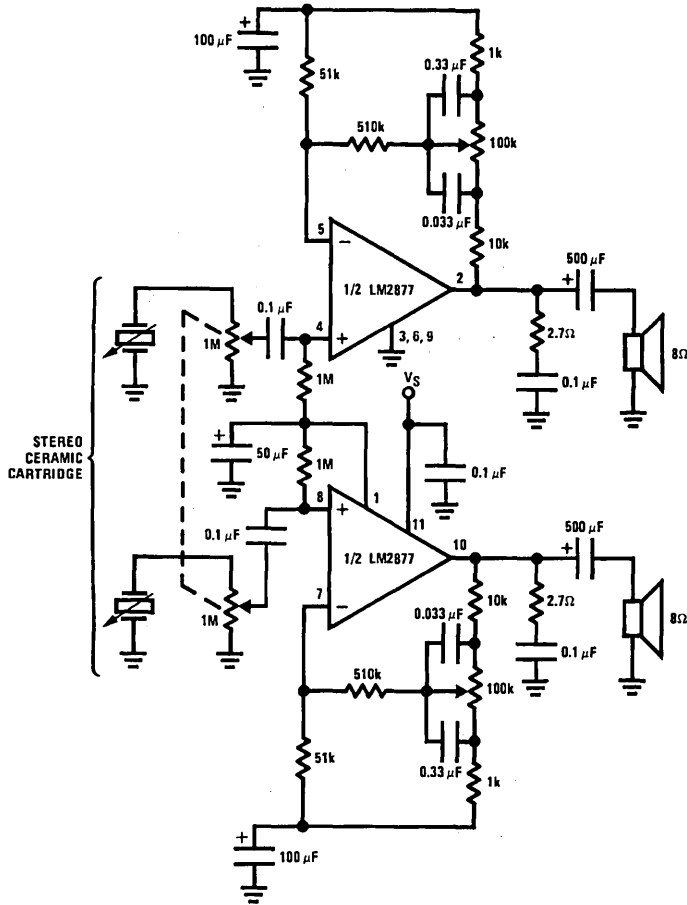 100 μF
+
51k
0.33 μF
1k
510k
100k
0.033 μF
10k
5
−
1/2 LM2877
2
+
500 μF
0.1 μF
4
+
3, 6, 9
2.7Ω
0.1 μF
8Ω
1M
1M
VS
STEREO
CERAMIC
CARTRIDGE
+
50 μF
1M
0.1 μF
1
8
+
11
0.1 μF
1/2 LM2877
10
+
500 μF
7
−
1M
10k
2.7Ω
0.033 μF
0.1 μF
8Ω
510k
100k
51k
0.33 μF
1k
+
100 μF